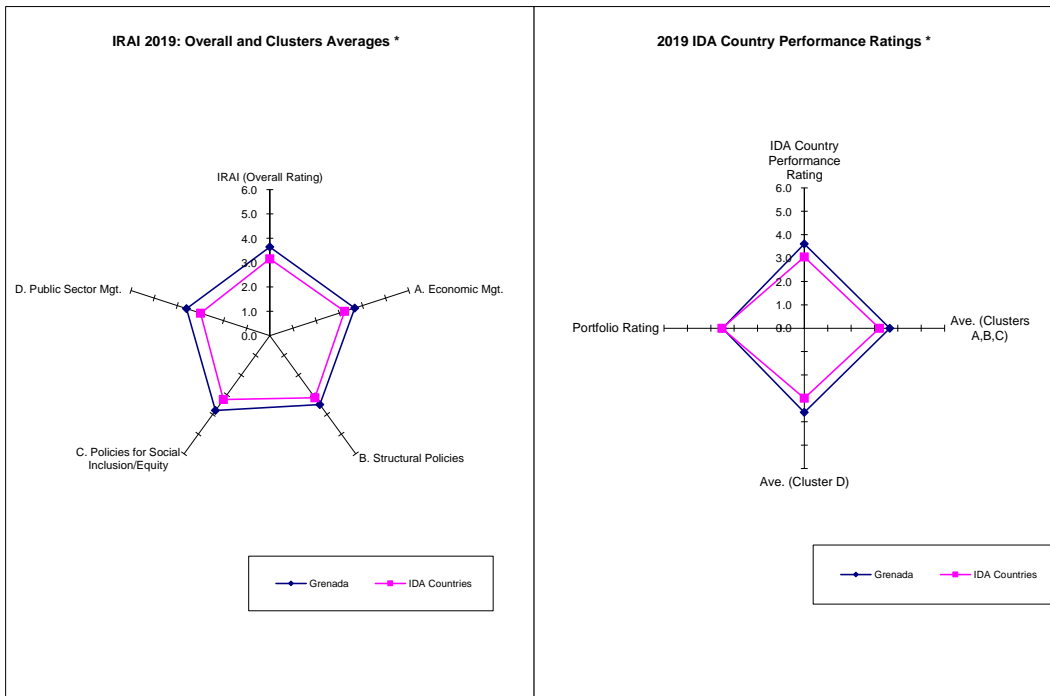 IRAI 2019: Overall and Clusters Averages *
IRAI (Overall Rating)
6.0
5.0
4.0
3.0
2.0
1.0
0.0
A. Economic Mgt.
B. Structural Policies
C. Policies for Social
Inclusion/Equity
D. Public Sector Mgt.
Grenada
IDA Countries
2019 IDA Country Performance Ratings *
IDA Country
Performance
Rating
6.0
5.0
4.0
3.0
2.0
1.0
0.0
Ave. (Clusters
A,B,C)
Ave. (Cluster D)
Portfolio Rating
Grenada
IDA Countries